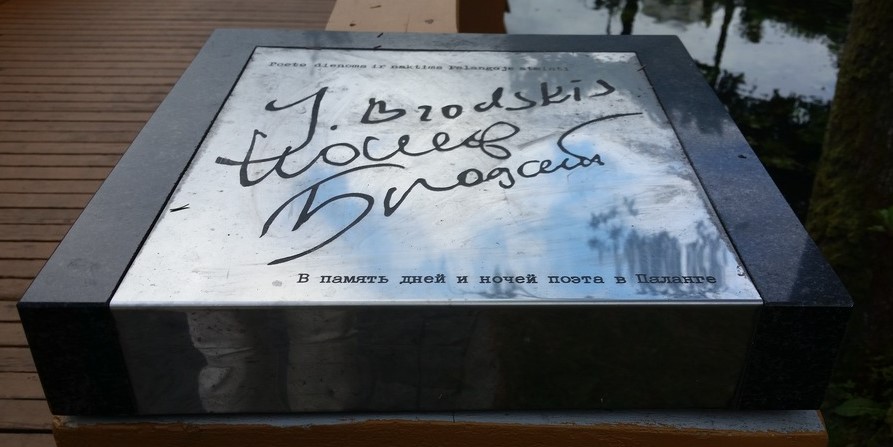 Poeto dienoms ir naktims Palangoje atminti
J. Brodskis
Иосиф
Бродский
В память дней и ночей поэта в Паланге